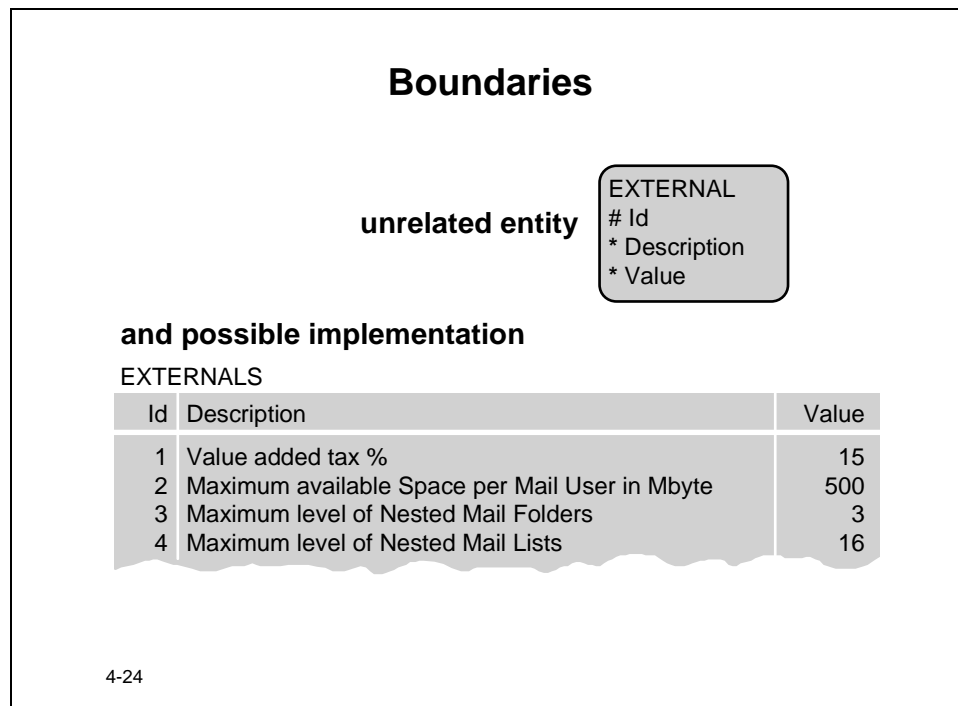 Boundaries
unrelated entity
EXTERNAL
# Id
* Description
* Value
and possible implementation
EXTERNALS
Id Description Value
1 Value added tax % 15
2 Maximum available Space per Mail User in Mbyte 500
3 Maximum level of Nested Mail Folders 3
4 Maximum level of Nested Mail Lists 16
4-24